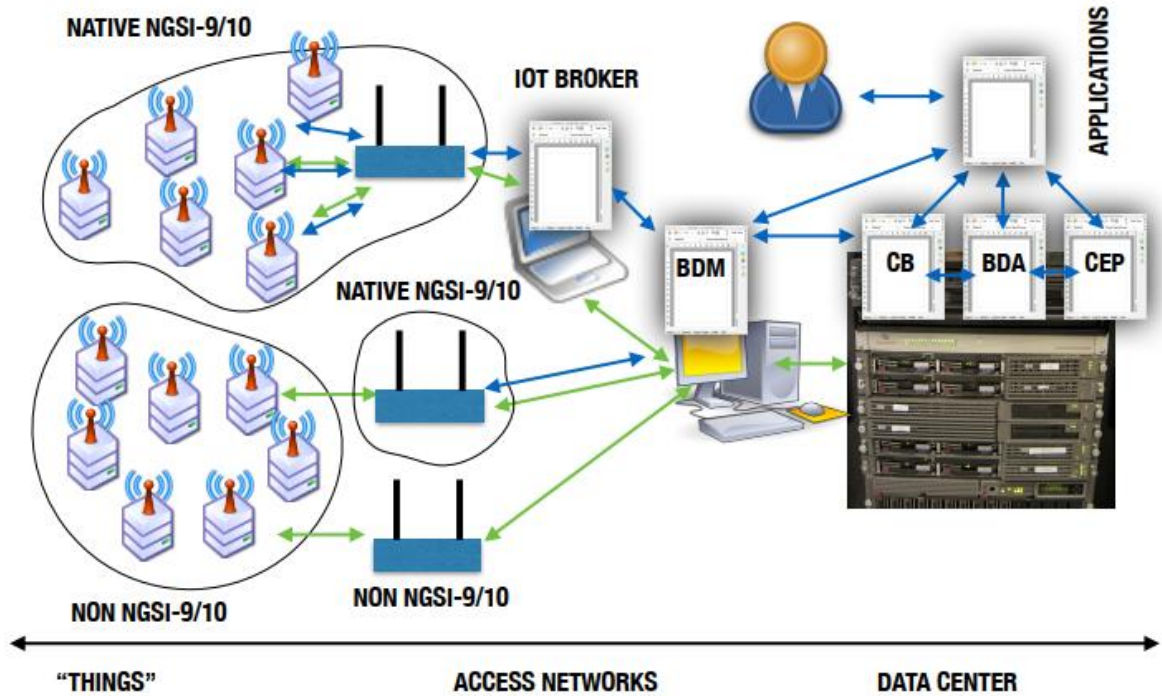 NATIVE NGSI-9/10
IOT BROKER
APPLICATIONS
BDM
CB
BDA
CEP
NATIVE NGSI-9/10
NON NGSI-9/10
NON NGSI-9/10
“THINGS”
ACCESS NETWORKS
DATA CENTER